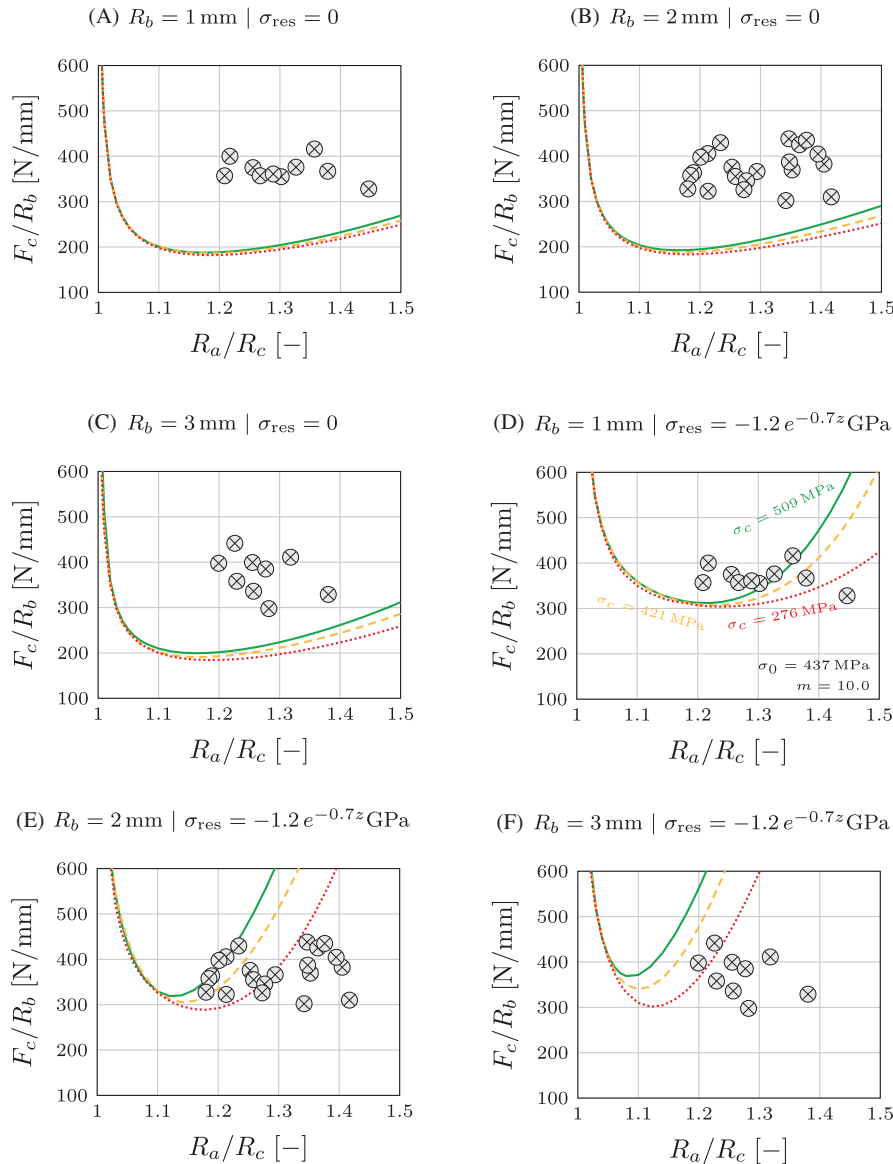 (A) R_b = 1 mm | σ_res = 0
600
500
400
300
200
100
F_c/R_b [N/mm]
1 1.1 1.2 1.3 1.4 1.5
R_a/R_c [−]
(B) R_b = 2 mm | σ_res = 0
600
500
400
300
200
100
F_c/R_b [N/mm]
1 1.1 1.2 1.3 1.4 1.5
R_a/R_c [−]
(C) R_b = 3 mm | σ_res = 0
600
500
400
300
200
100
F_c/R_b [N/mm]
1 1.1 1.2 1.3 1.4 1.5
R_a/R_c [−]
(D) R_b = 1 mm | σ_res = −1.2 e^{−0.7z} GPa
600
500
400
300
200
100
F_c/R_b [N/mm]
σ_c = 509 MPa
σ_c = 421 MPa
σ_c = 276 MPa
σ_0 = 437 MPa
m = 10.0
1 1.1 1.2 1.3 1.4 1.5
R_a/R_c [−]
(E) R_b = 2 mm | σ_res = −1.2 e^{−0.7z} GPa
600
500
400
300
200
100
F_c/R_b [N/mm]
1 1.1 1.2 1.3 1.4 1.5
R_a/R_c [−]
(F) R_b = 3 mm | σ_res = −1.2 e^{−0.7z} GPa
600
500
400
300
200
100
F_c/R_b [N/mm]
1 1.1 1.2 1.3 1.4 1.5
R_a/R_c [−]